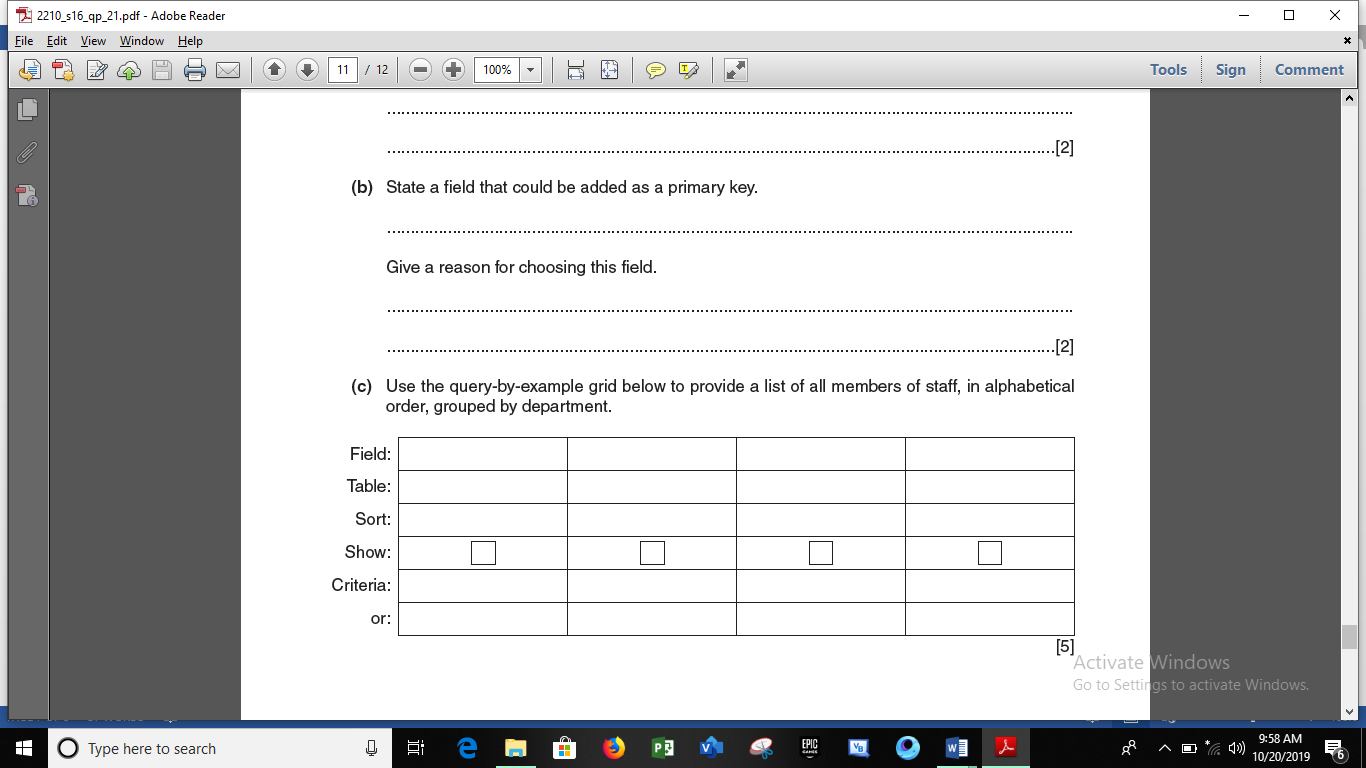 2210_s16_qp_21.pdf - Adobe Reader
File Edit View Window Help
11 / 12 100% Tools Sign Comment
[2]
(b) State a field that could be added as a primary key.
Give a reason for choosing this field.
[2]
(c) Use the query-by-example grid below to provide a list of all members of staff, in alphabetical
order, grouped by department.
Field:
Table:
Sort:
Show:
Criteria:
or:
[5]
Activate Windows
Go to Settings to activate Windows.
Type here to search
9:58 AM
10/20/2019
6